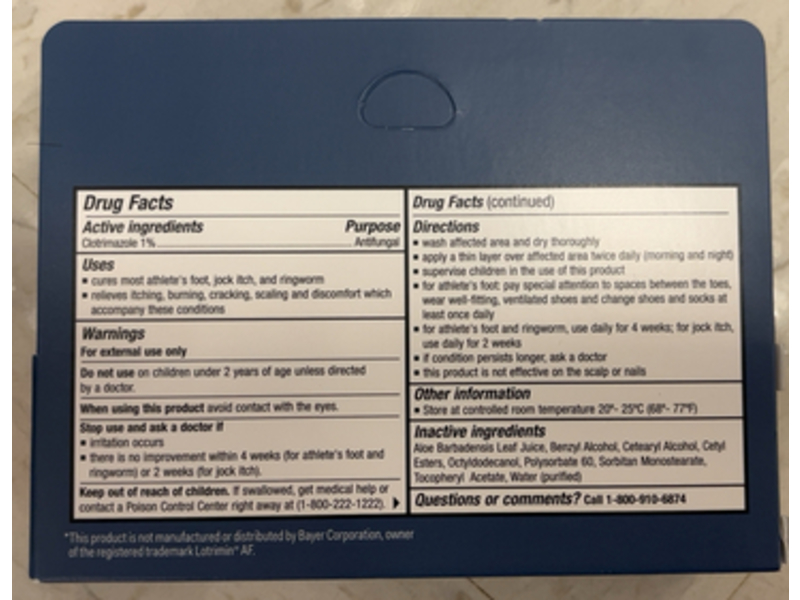 Drug Facts
Active ingredients Purpose
Clotrimazole 1% Antifungal
Uses
▪ cures most athlete's foot, jock itch, and ringworm
▪ relieves itching, burning, cracking, scaling and discomfort which
accompany these conditions
Warnings
For external use only
Do not use on children under 2 years of age unless directed
by a doctor.
When using this product avoid contact with the eyes.
Stop use and ask a doctor if
▪ irritation occurs
▪ there is no improvement within 4 weeks (for athlete's foot and
ringworm) or 2 weeks (for jock itch).
Keep out of reach of children. If swallowed, get medical help or
contact a Poison Control Center right away at (1-800-222-1222).
Drug Facts (continued)
Directions
▪ wash affected area and dry thoroughly
▪ apply a thin layer over affected area twice daily (morning and night)
▪ supervise children in the use of this product
▪ for athlete's foot: pay special attention to spaces between the toes,
wear well-fitting, ventilated shoes and change shoes and socks at
least once daily
▪ for athlete's foot and ringworm, use daily for 4 weeks; for jock itch,
use daily for 2 weeks
▪ if condition persists longer, ask a doctor
▪ this product is not effective on the scalp or nails
Other information
▪ Store at controlled room temperature 20º- 25ºC (68º- 77ºF)
Inactive ingredients
Aloe Barbadensis Leaf Juice, Benzyl Alcohol, Cetearyl Alcohol, Cetyl
Esters, Octyldodecanol, Polysorbate 60, Sorbitan Monostearate,
Tocopheryl Acetate, Water (purified)
Questions or comments? Call 1-800-910-6874
*This product is not manufactured or distributed by Bayer Corporation, owner
of the registered trademark Lotrimin® AF.